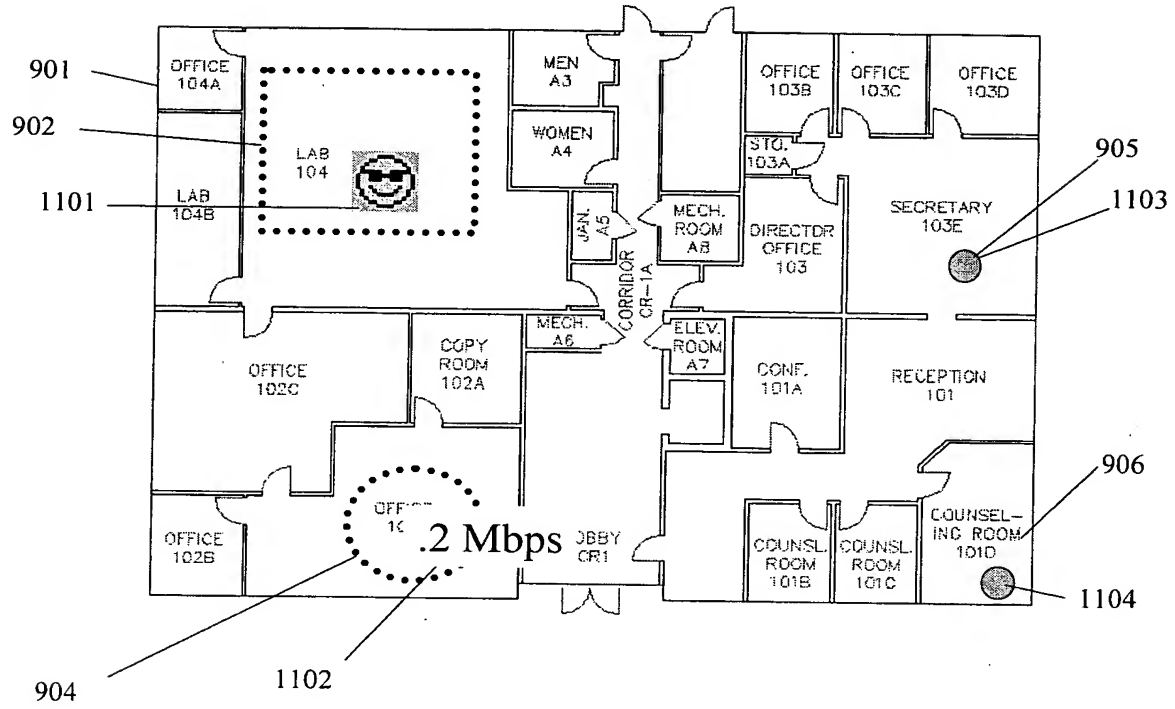 901
902
1101
904
1102
905
1103
906
1104
OFFICE
104A
LAB
104
LAB
104B
MEN
A3
WOMEN
A4
JAN.
A5
MECH.
ROOM
A8
CORRIDOR
CR-1A
OFFICE
103B
OFFICE
103C
OFFICE
103D
STO.
103A
DIRECTOR
OFFICE
103
SECRETARY
103E
OFFICE
102C
COPY
ROOM
102A
MECH.
A6
ELEV.
ROOM
A7
CONF.
101A
RECEPTION
101
OFFICE
102B
.2 Mbps
CR1
COUNSL.
ROOM
101B
COUNSL.
ROOM
101C
COUNSEL-
ING ROOM
101D